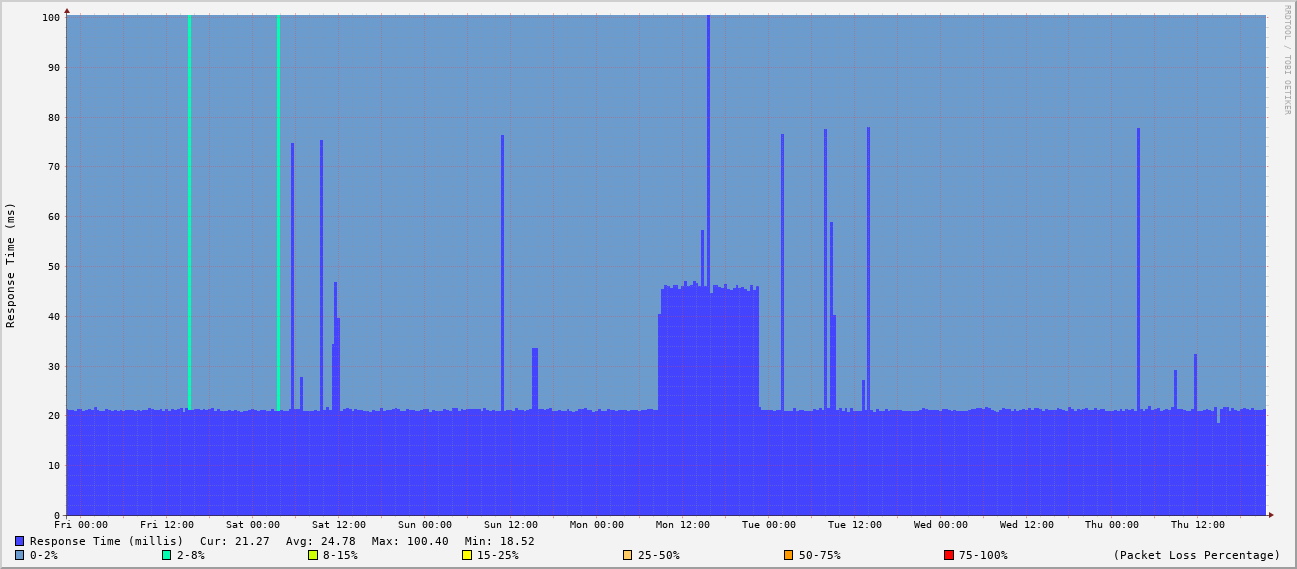 RRDTOOL / TOBI OETIKER
Response Time (ms)
100
90
80
70
60
50
40
30
20
10
0
Fri 00:00 Fri 12:00 Sat 00:00 Sat 12:00 Sun 00:00 Sun 12:00 Mon 00:00 Mon 12:00 Tue 00:00 Tue 12:00 Wed 00:00 Wed 12:00 Thu 00:00 Thu 12:00
Response Time (millis) Cur: 21.27 Avg: 24.78 Max: 100.40 Min: 18.52
0-2% 2-8% 8-15% 15-25% 25-50% 50-75% 75-100% (Packet Loss Percentage)